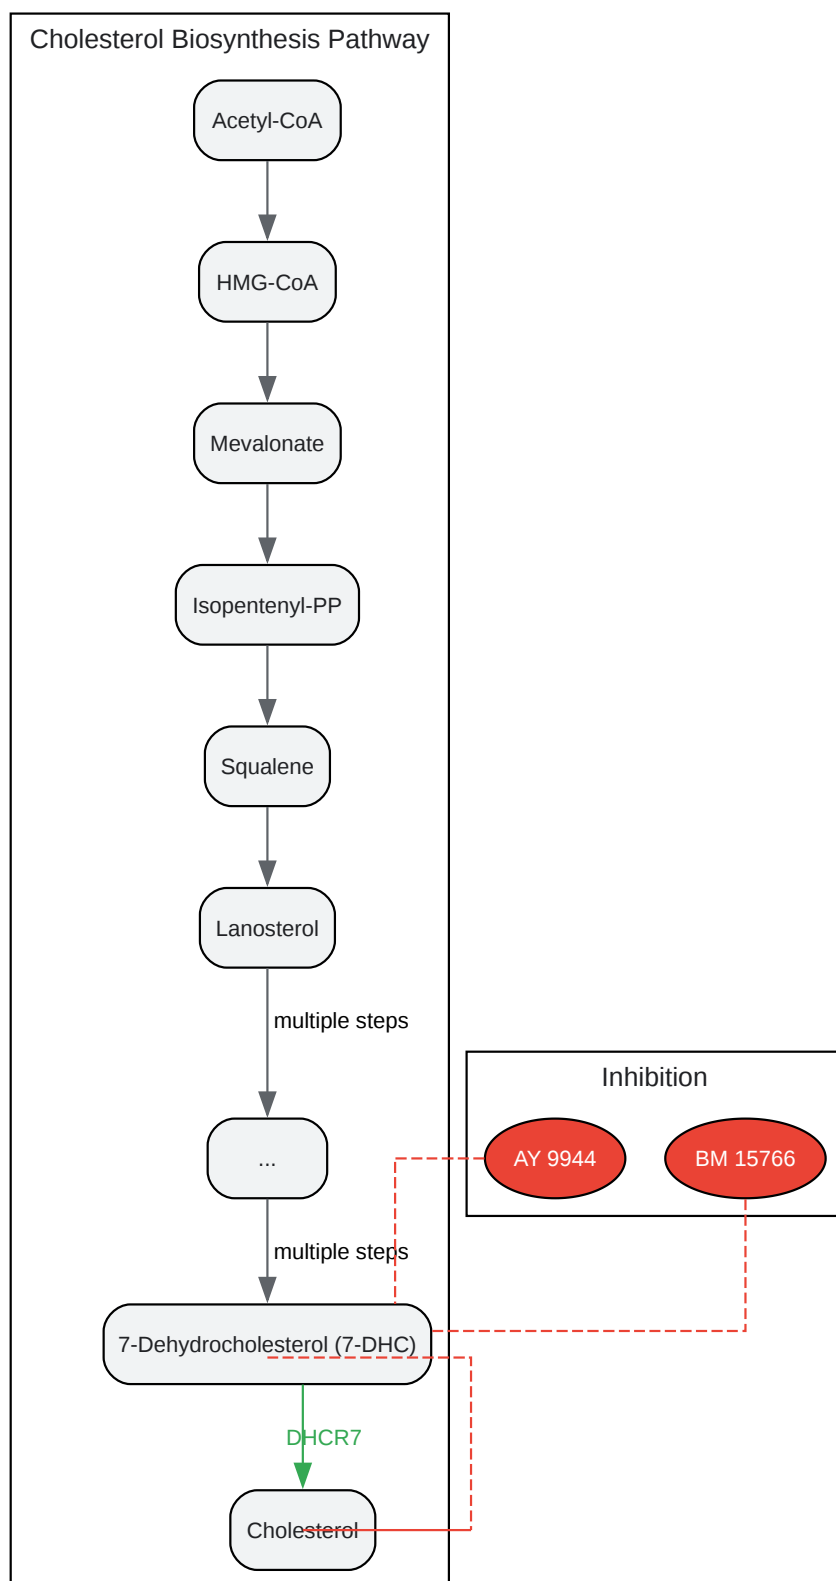 Cholesterol Biosynthesis Pathway
Acetyl-CoA
HMG-CoA
Mevalonate
Isopentenyl-PP
Squalene
Lanosterol
multiple steps
Inhibition
AY 9944
BM 15766
...
multiple steps
7-Dehydrocholesterol (7-DHC)
DHCR7
Cholesterol